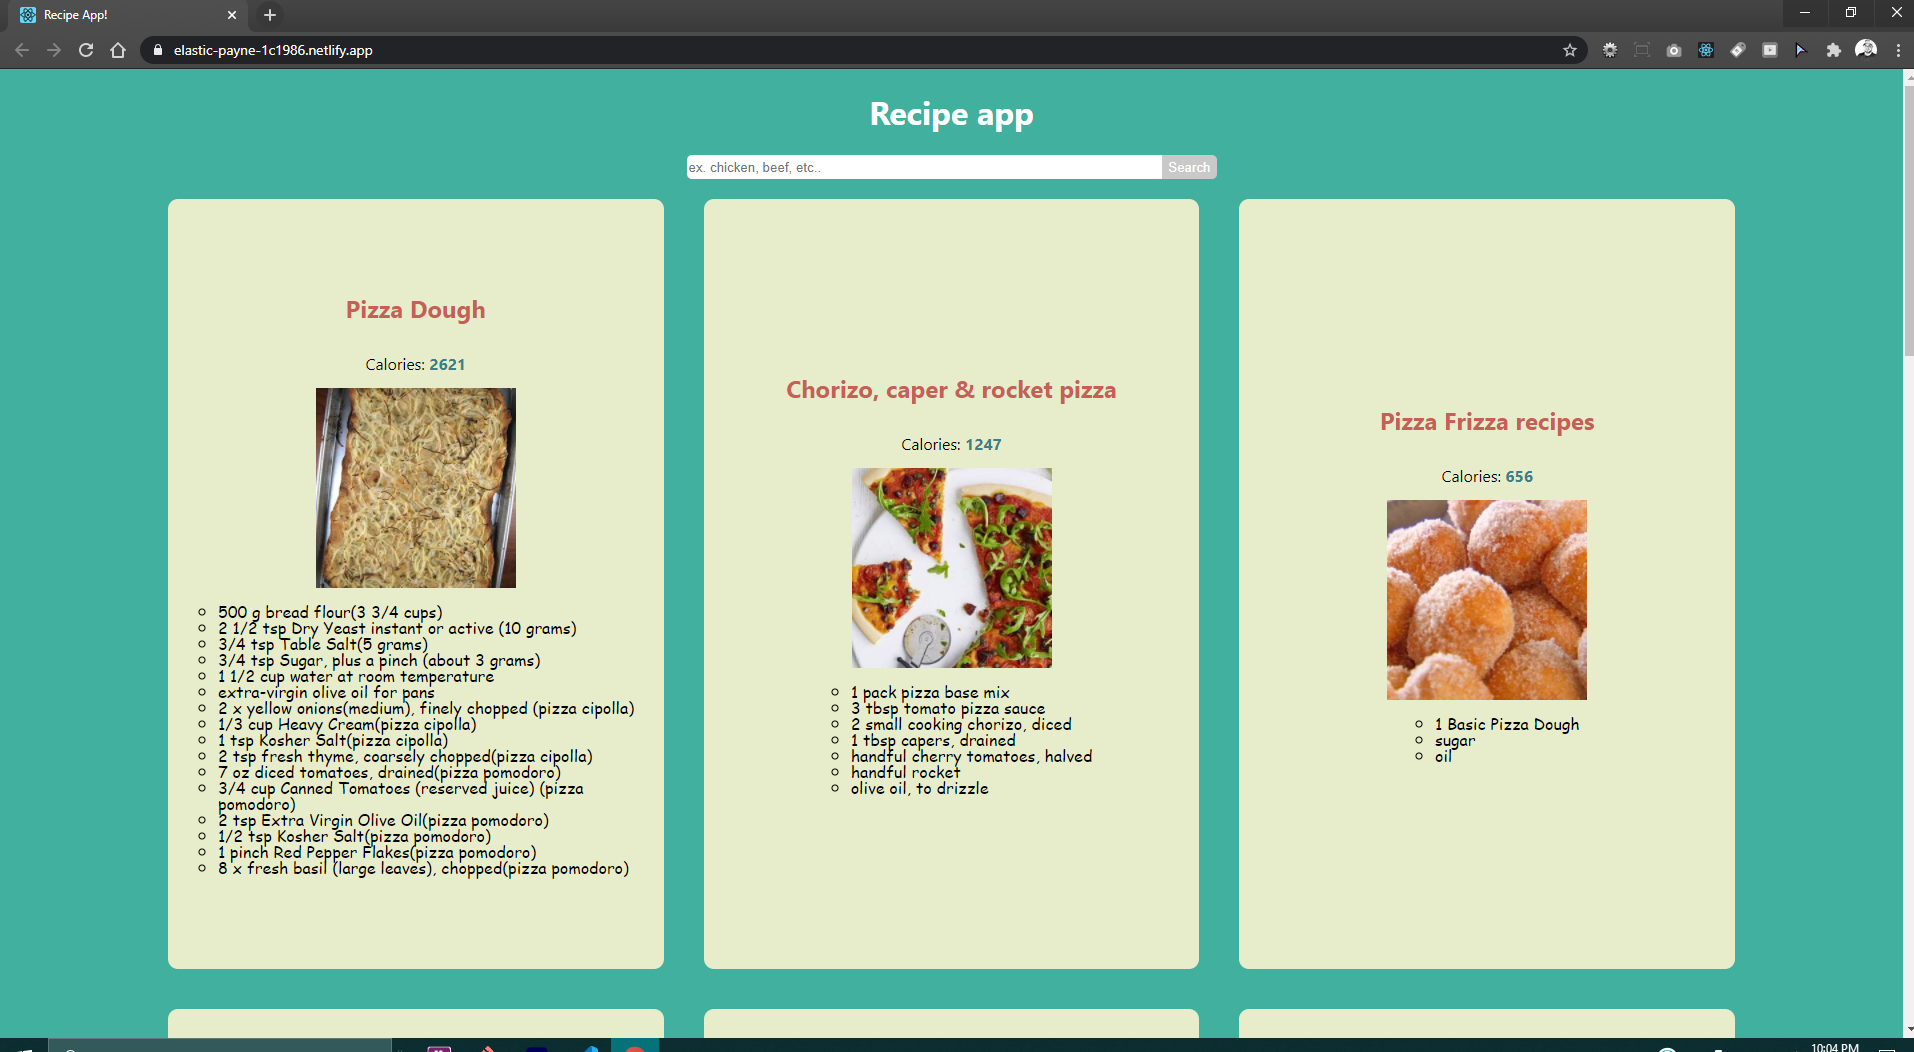 Recipe App!
elastic-payne-1c1986.netlify.app
Recipe app
ex. chicken, beef, etc..
Search
Pizza Dough
Calories: 2621
500 g bread flour(3 3/4 cups)
2 1/2 tsp Dry Yeast instant or active (10 grams)
3/4 tsp Table Salt(5 grams)
3/4 tsp Sugar, plus a pinch (about 3 grams)
1 1/2 cup water at room temperature
extra-virgin olive oil for pans
2 x yellow onions(medium), finely chopped (pizza cipolla)
1/3 cup Heavy Cream(pizza cipolla)
1 tsp Kosher Salt(pizza cipolla)
2 tsp fresh thyme, coarsely chopped(pizza cipolla)
7 oz diced tomatoes, drained(pizza pomodoro)
3/4 cup Canned Tomatoes (reserved juice) (pizza
pomodoro)
2 tsp Extra Virgin Olive Oil(pizza pomodoro)
1/2 tsp Kosher Salt(pizza pomodoro)
1 pinch Red Pepper Flakes(pizza pomodoro)
8 x fresh basil (large leaves), chopped(pizza pomodoro)
Chorizo, caper & rocket pizza
Calories: 1247
1 pack pizza base mix
3 tbsp tomato pizza sauce
2 small cooking chorizo, diced
1 tbsp capers, drained
handful cherry tomatoes, halved
handful rocket
olive oil, to drizzle
Pizza Frizza recipes
Calories: 656
1 Basic Pizza Dough
sugar
oil
10:04 PM